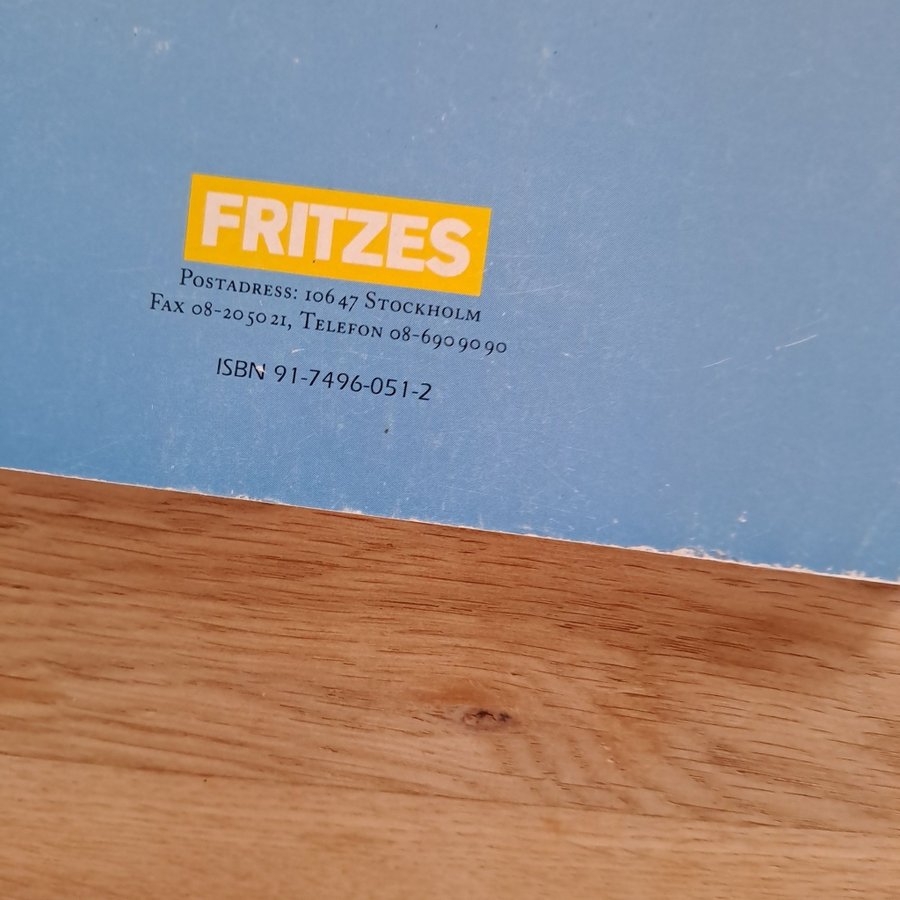 FRITZES
POSTADRESS: 106 47 STOCKHOLM
FAX 08-20 50 21, TELEFON 08-690 90 90
ISBN 91-7496-051-2